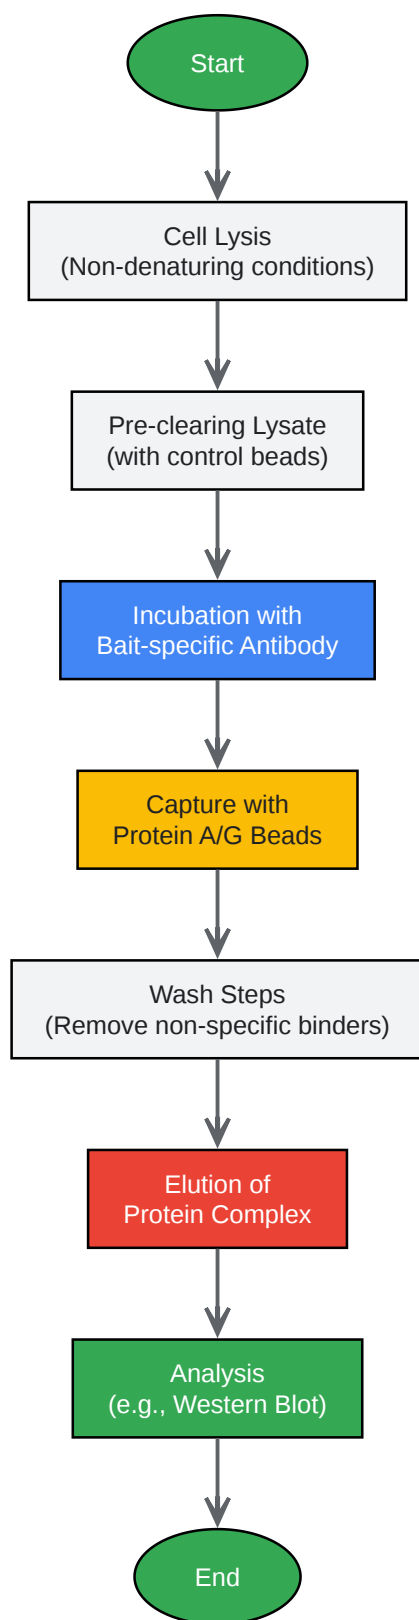 Start
Cell Lysis
(Non-denaturing conditions)
Pre-clearing Lysate
(with control beads)
Incubation with
Bait-specific Antibody
Capture with
Protein A/G Beads
Wash Steps
(Remove non-specific binders)
Elution of
Protein Complex
Analysis
(e.g., Western Blot)
End